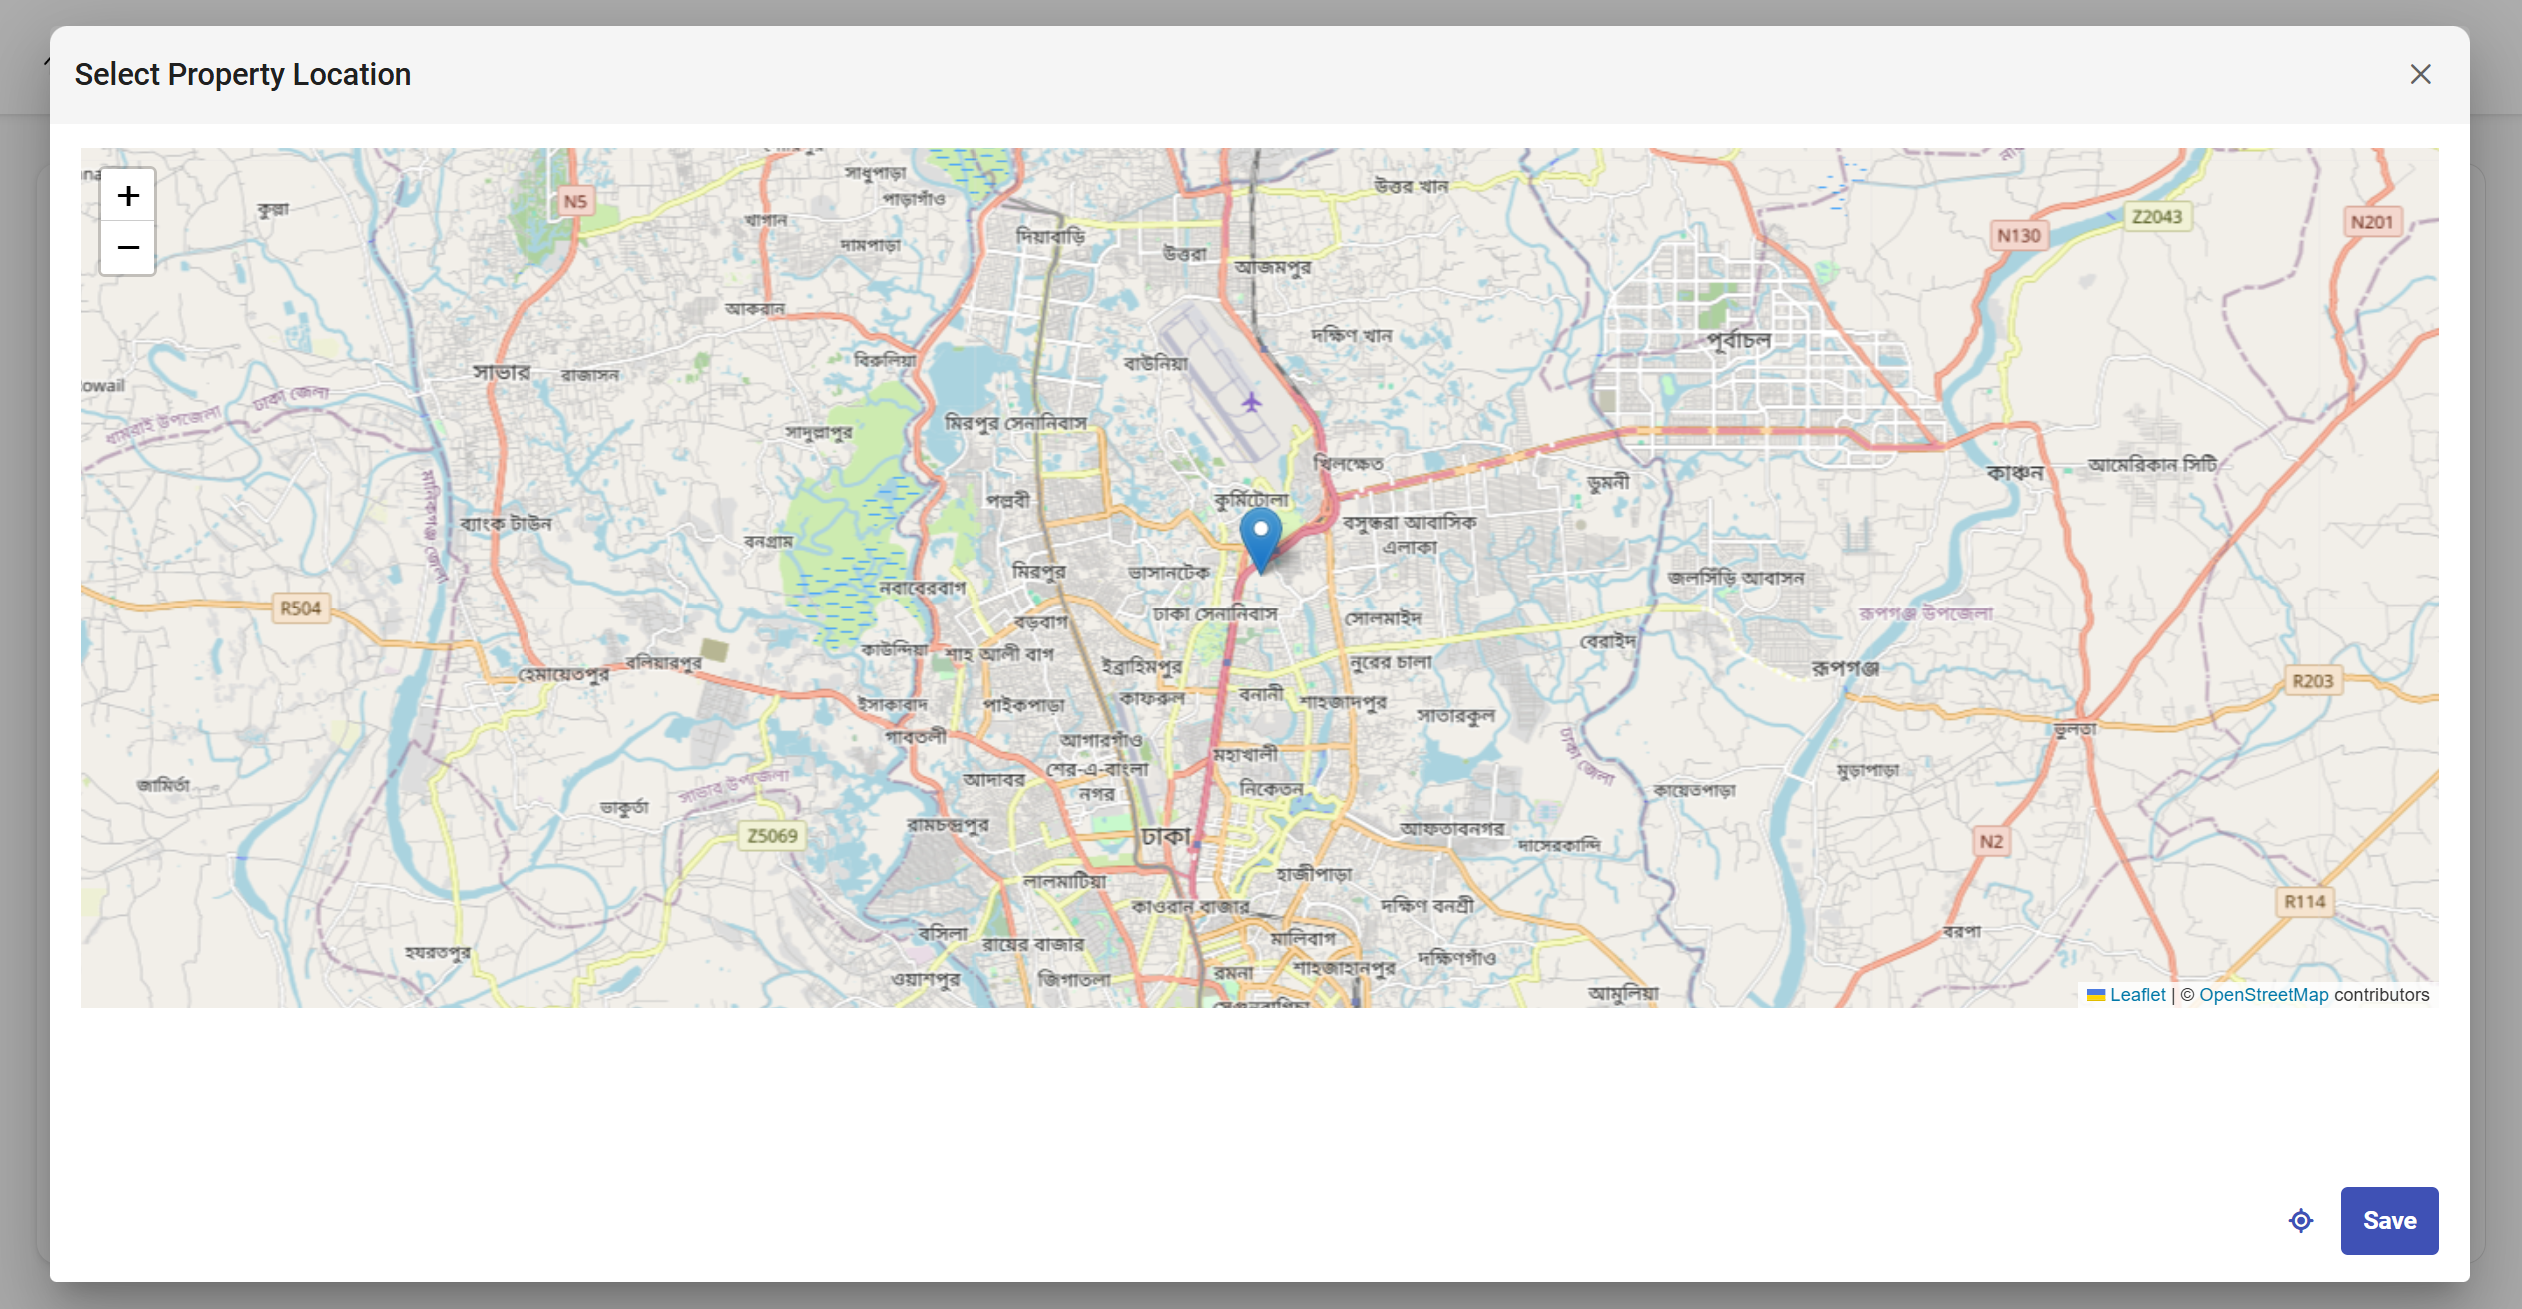 Select Property Location
+
−
সাধুপাড়া
উত্তর খান
পাড়াগাঁও
N5
কুল্লা
Z2043
খাগান
N201
N130
দিয়াবাড়ি
দামপাড়া
উত্তরা
আজমপুর
আকরান
দক্ষিণ খান
পূর্বাচল
বিরুলিয়া
বাউনিয়া
সাভার
রাজাসন
owail
ঢাকা জেলা
ধামরাই উপজেলা
মিরপুর সেনানিবাস
সাদুল্লাপুর
খিলক্ষেত
আমেরিকান সিটি
কাঞ্চন
ডুমনী
মানিকগঞ্জ জেলা
পল্লবী
কুর্মিটোলা
ব্যাংক টাউন
বসুন্ধরা আবাসিক
এলাকা
বনগ্রাম
মিরপুর
ভাসানটেক
জলসিঁড়ি আবাসন
নবাবেরবাগ
R504
ঢাকা সেনানিবাস
রূপগঞ্জ উপজেলা
সোলমাইদ
বড়বাগ
বেরাইদ
কাউন্দিয়া
শাহ আলী বাগ
বলিয়ারপুর
ইব্রাহিমপুর
নুরের চালা
রূপগঞ্জ
হেমায়েতপুর
R203
কাফরুল
বনানী
শাহজাদপুর
ইসাকাবাদ
পাইকপাড়া
সাতারকুল
ভুলতা
গাবতলী
আগারগাঁও
মহাখালী
ঢাকা জেলা
শের-এ-বাংলা
নগর
মুড়াপাড়া
আদাবর
জামির্তা
সাভার উপজেলা
নিকেতন
কায়েতপাড়া
ভাকুর্তা
রামচন্দ্রপুর
আফতাবনগর
Z5069
ঢাকা
N2
দাসেরকান্দি
হাজীপাড়া
লালমাটিয়া
R114
কাওরান বাজার
দক্ষিণ বনশ্রী
বসিলা
রায়ের বাজার
মালিবাগ
বরপা
হযরতপুর
দক্ষিণগাঁও
রমনা
শাহজাহানপুর
ওয়াশপুর
জিগাতলা
আমুলিয়া
Leaflet | © OpenStreetMap contributors
Save